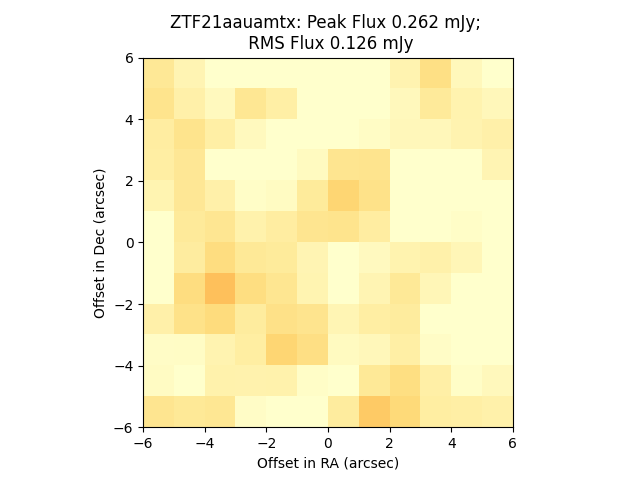 ZTF21aauamtx: Peak Flux 0.262 mJy;
RMS Flux 0.126 mJy
6
4
2
0
−2
−4
−6
Offset in Dec (arcsec)
−6 −4 −2 0 2 4 6
Offset in RA (arcsec)